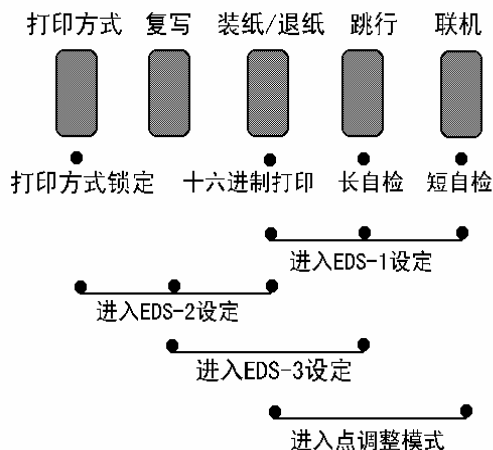 打印方式 复写 装纸/退纸 跳行 联机
打印方式锁定 十六进制打印 长自检 短自检
进入EDS-1设定
进入EDS-2设定
进入EDS-3设定
进入点调整模式